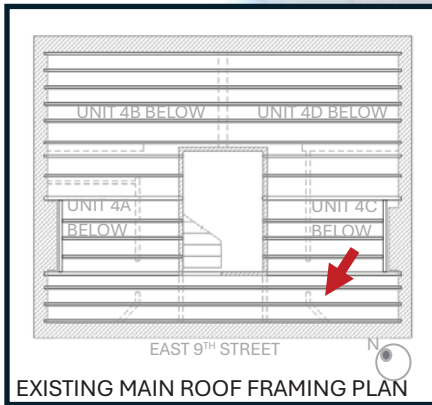 UNIT 4B BELOW
UNIT 4D BELOW
UNIT 4A
BELOW
UNIT 4C
BELOW
EAST 9TH STREET
N
EXISTING MAIN ROOF FRAMING PLAN